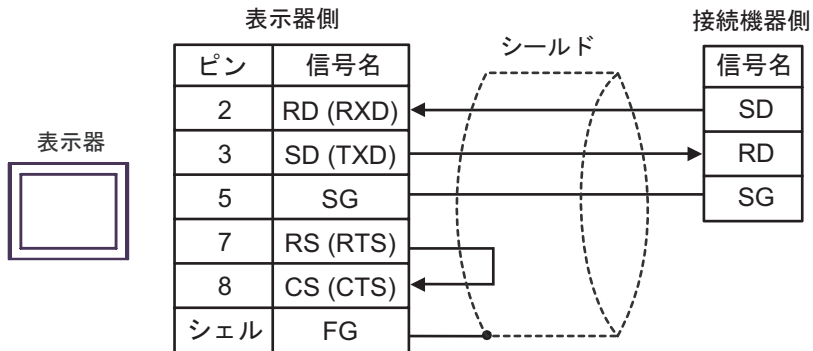 表示器側
接続機器側
シールド
ピン 信号名
信号名
2 RD (RXD)
SD
3 SD (TXD)
RD
表示器
5 SG
SG
7 RS (RTS)
8 CS (CTS)
シェル FG